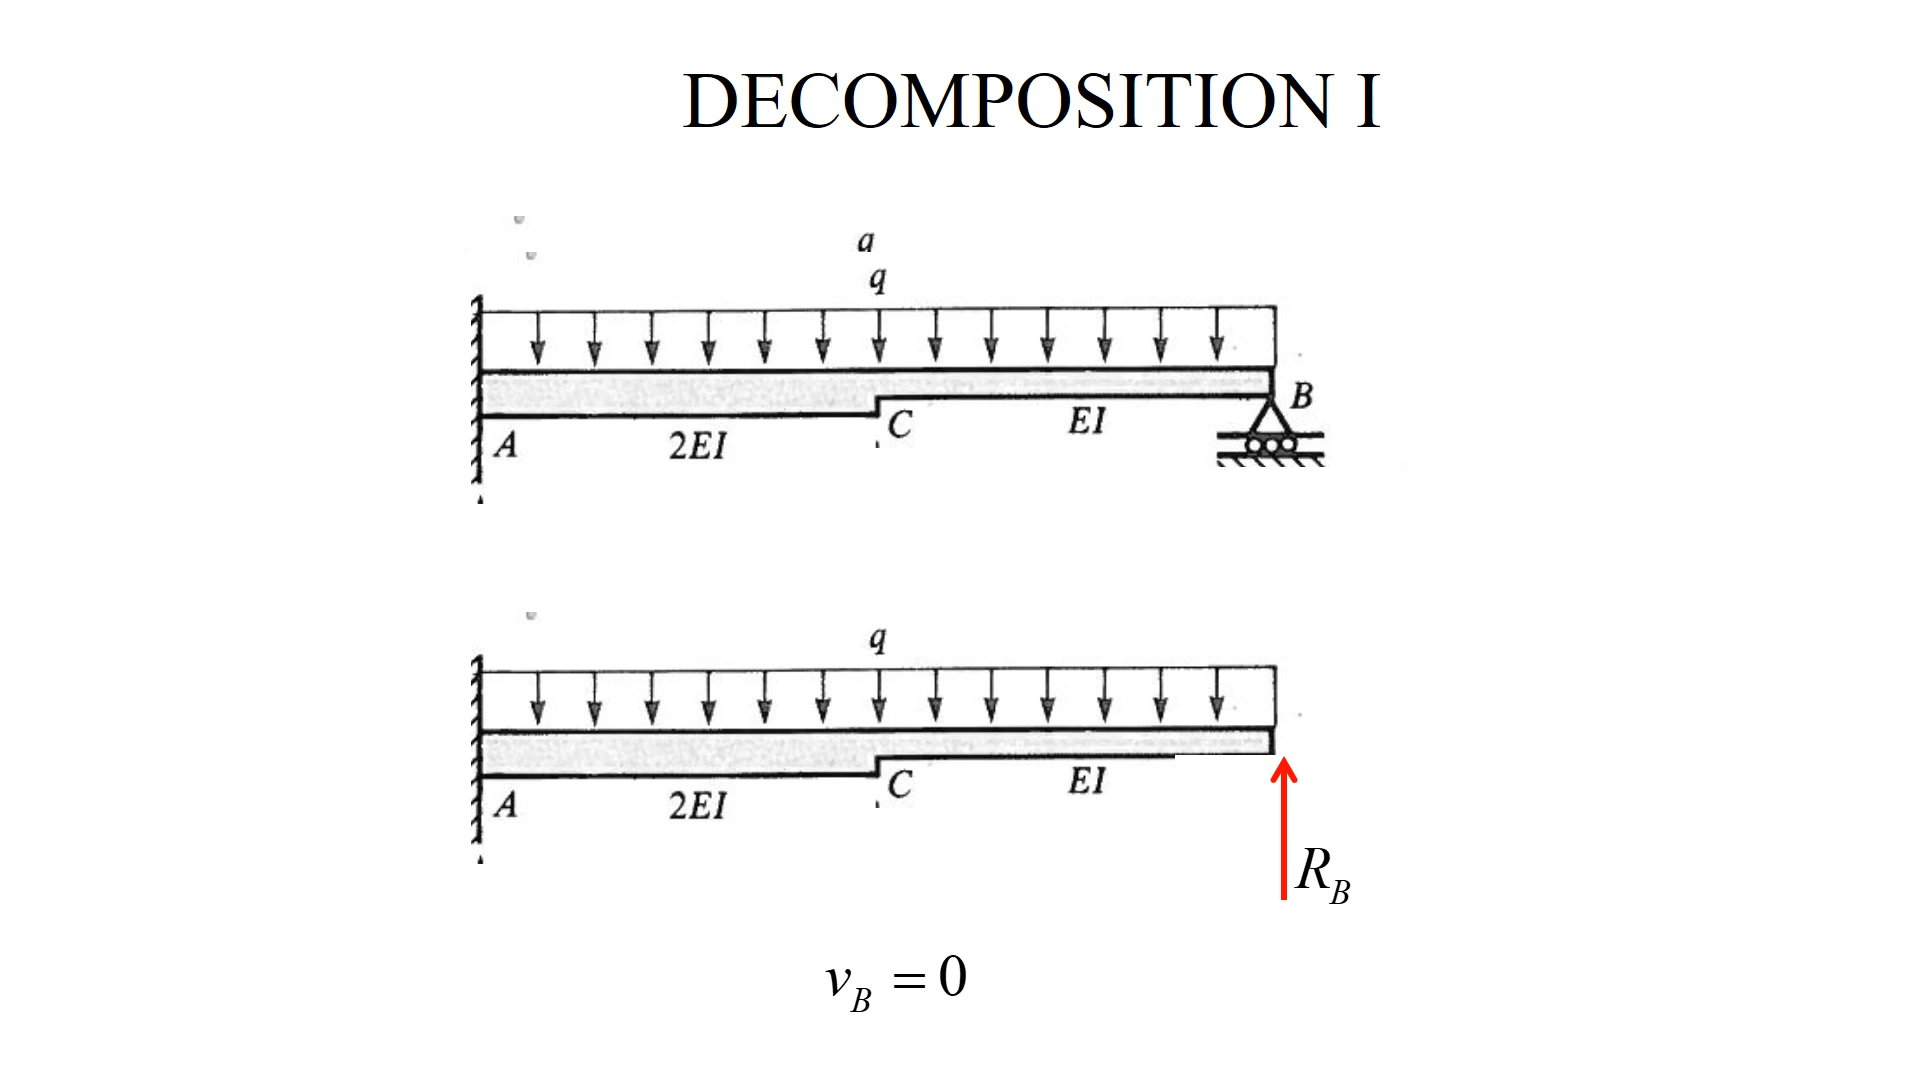 DECOMPOSITION I
a
q
A 2EI C EI B
q
A 2EI C EI
R_B
v_B = 0